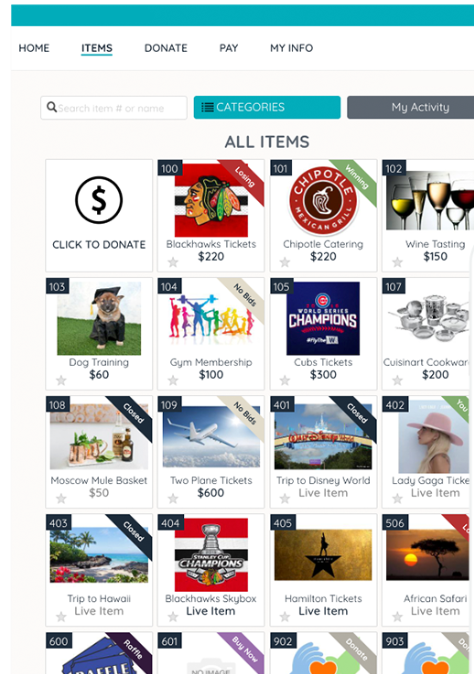 HOME ITEMS DONATE PAY MY INFO
Search item # or name CATEGORIES My Activity
ALL ITEMS
CLICK TO DONATE
100
Losing
Blackhawks Tickets
$220
101
Winning
CHIPOTLE
MEXICAN GRILL
Chipotle Catering
$220
102
Wine Tasting
$150
103
Dog Training
$60
104
No Bids
Gym Membership
$100
105
WORLD SERIES
CHAMPIONS
#FlyTheW
Cubs Tickets
$300
107
Cuisinart Cookwar
$200
108
Closed
Moscow Mule Basket
$50
109
No Bids
Two Plane Tickets
$600
401
Closed
Trip to Disney World
Live Item
402
You
Lady Gaga Ticke
Live Item
403
Closed
Trip to Hawaii
Live Item
404
STANLEY CUP
CHAMPIONS
Blackhawks Skybox
Live Item
405
Hamilton Tickets
Live Item
506
Lo
African Safari
Live Item
600
Raffle
RAFFLE
601
Buy Now
NO IMAGE
902
Donate
903
Do